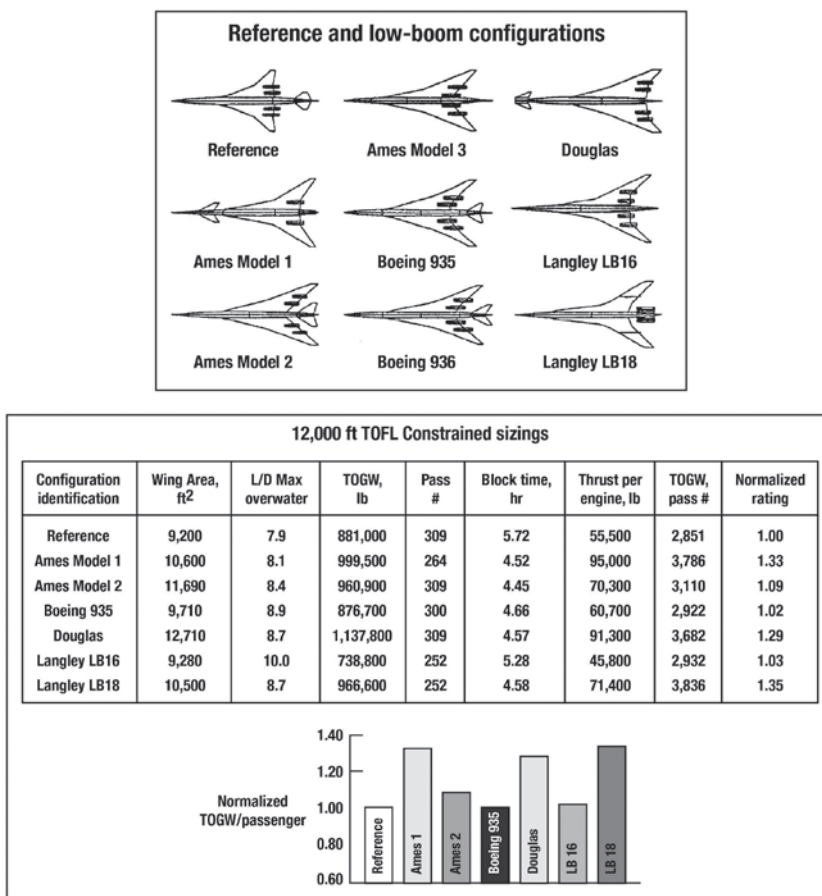 Reference and low-boom configurations
Reference Ames Model 3 Douglas
Ames Model 1 Boeing 935 Langley LB16
Ames Model 2 Boeing 936 Langley LB18
12,000 ft TOFL Constrained sizings
Configuration identification Wing Area, ft2 L/D Max overwater TOGW, lb Pass # Block time, hr Thrust per engine, lb TOGW, pass # Normalized rating
Reference 9,200 7.9 881,000 309 5.72 55,500 2,851 1.00
Ames Model 1 10,600 8.1 999,500 264 4.52 95,000 3,786 1.33
Ames Model 2 11,690 8.4 960,900 309 4.45 70,300 3,110 1.09
Boeing 935 9,710 8.9 876,700 300 4.66 60,700 2,922 1.02
Douglas 12,710 8.7 1,137,800 309 4.57 91,300 3,682 1.29
Langley LB16 9,280 10.0 738,800 252 5.28 45,800 2,932 1.03
Langley LB18 10,500 8.7 966,600 252 4.58 71,400 3,836 1.35
Normalized
TOGW/passenger
1.40
1.20
1.00
0.80
0.60
Reference
Ames 1
Ames 2
Boeing 935
Douglas
LB 16
LB 18